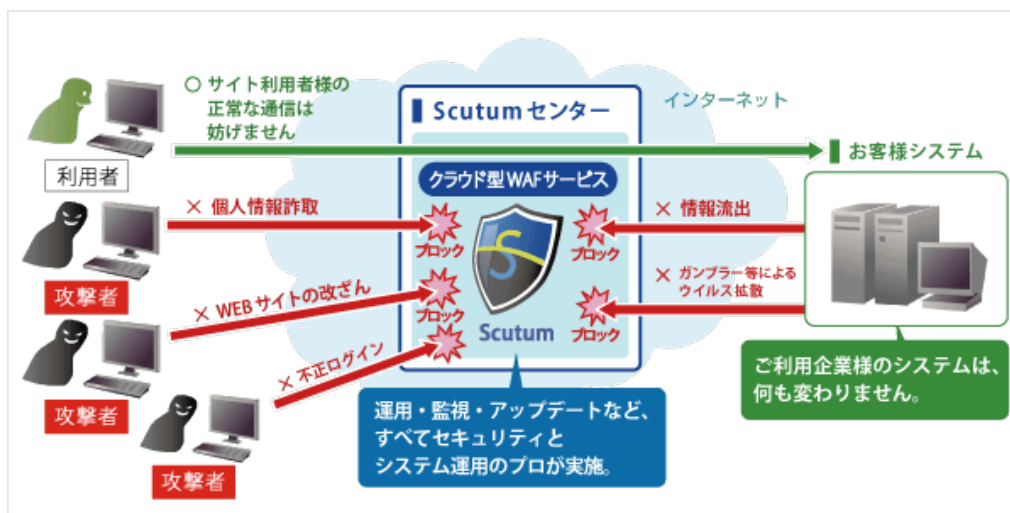 ○ サイト利用者様の
正常な通信は
妨げません
利用者
Scutumセンター
インターネット
お客様システム
クラウド型WAFサービス
× 個人情報詐取
ブロック
攻撃者
× WEBサイトの改ざん
ブロック
攻撃者
× 不正ログイン
攻撃者
Scutum
× 情報流出
ブロック
× ガンブラー等による
ウイルス拡散
ブロック
運用・監視・アップデートなど、
すべてセキュリティと
システム運用のプロが実施。
ご利用企業様のシステムは、
何も変わりません。